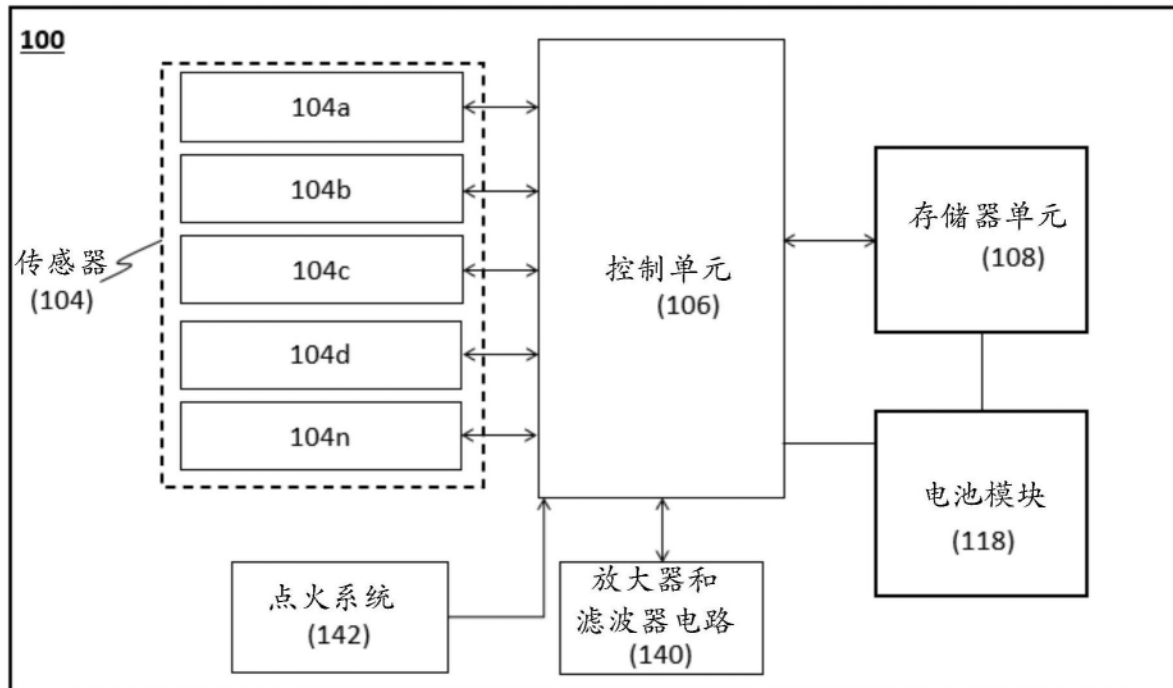 100
104a
104b
104c
104d
104n
传感器
(104)
控制单元
(106)
存储器单元
(108)
电池模块
(118)
点火系统
(142)
放大器和
滤波器电路
(140)